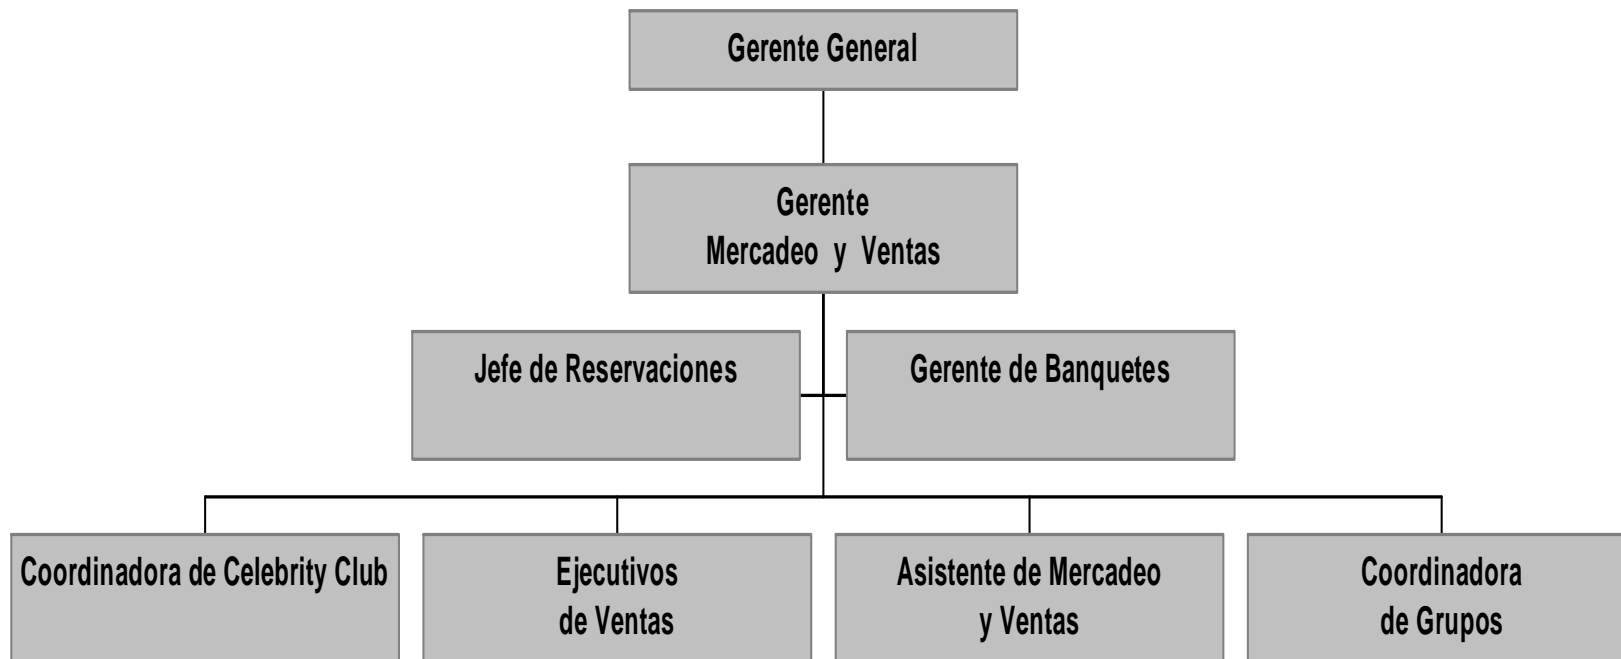 Gerente General
Gerente
Mercadeo y Ventas
Jefe de Reservaciones
Gerente de Banquetes
Coordinadora de Celebrity Club
Ejecutivos
de Ventas
Asistente de Mercadeo
y Ventas
Coordinadora
de Grupos